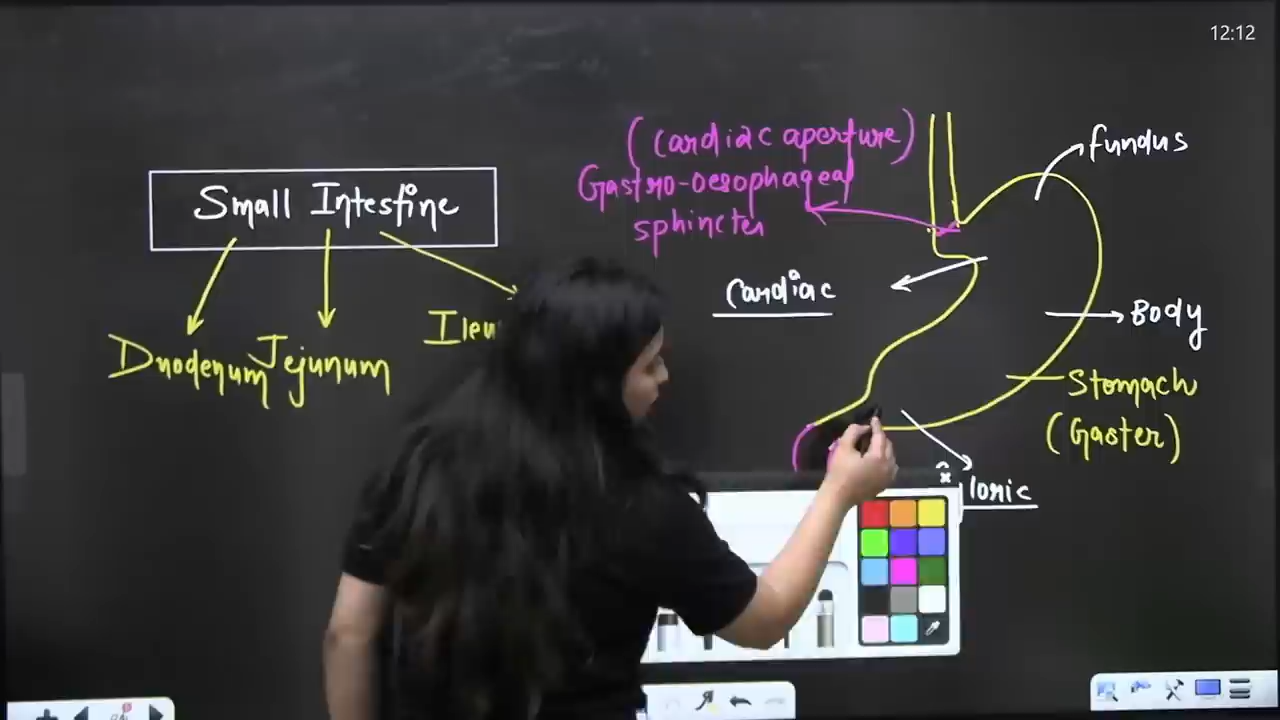 12:12
Small Intestine
Duodenum
Jejunum
(Cardiac aperture)
Gastro-oesophageal
sphincter
Cardiac
fundus
Body
Stomach
(Gaster)